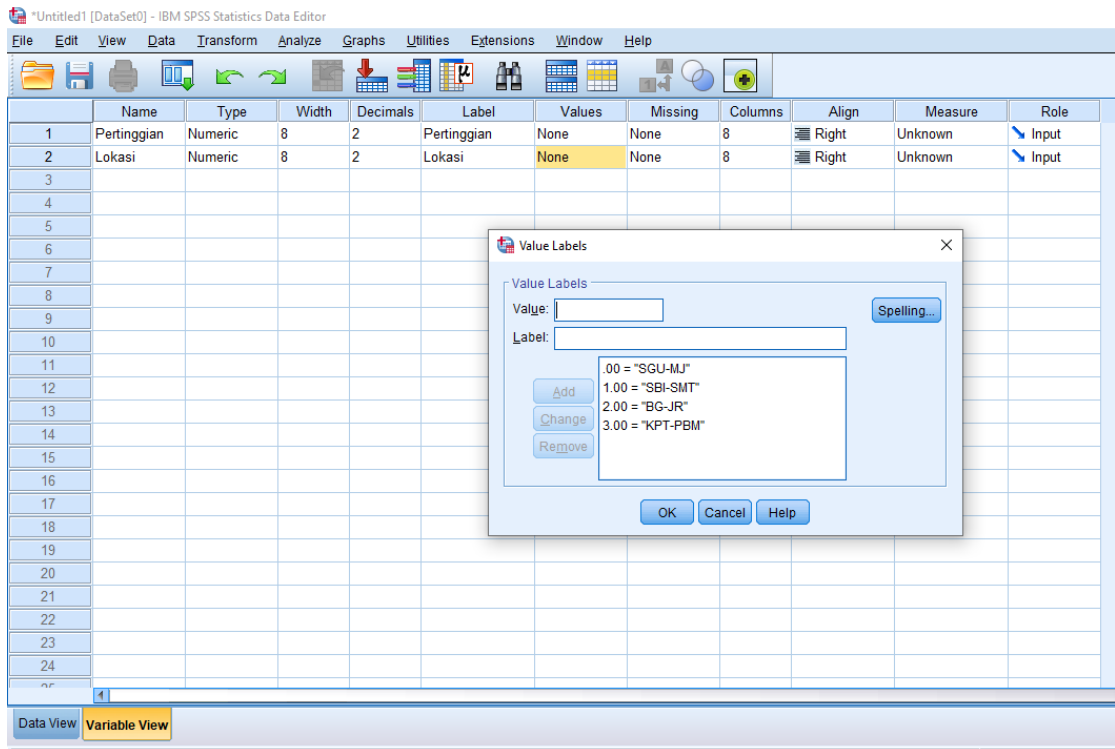 *Untitled1 [DataSet0] - IBM SPSS Statistics Data Editor
File Edit View Data Transform Analyze Graphs Utilities Extensions Window Help
Name Type Width Decimals Label Values Missing Columns Align Measure Role
1 Pertinggian Numeric 8 2 Pertinggian None None 8 Right Unknown Input
2 Lokasi Numeric 8 2 Lokasi None None 8 Right Unknown Input
3
4
5
6
7
8
9
10
11
12
13
14
15
16
17
18
19
20
21
22
23
24
Value Labels
Value Labels
Value:
Spelling...
Label:
.00 = "SGU-MJ"
1.00 = "SBI-SMT"
2.00 = "BG-JR"
3.00 = "KPT-PBM"
Add
Change
Remove
OK Cancel Help
Data View Variable View